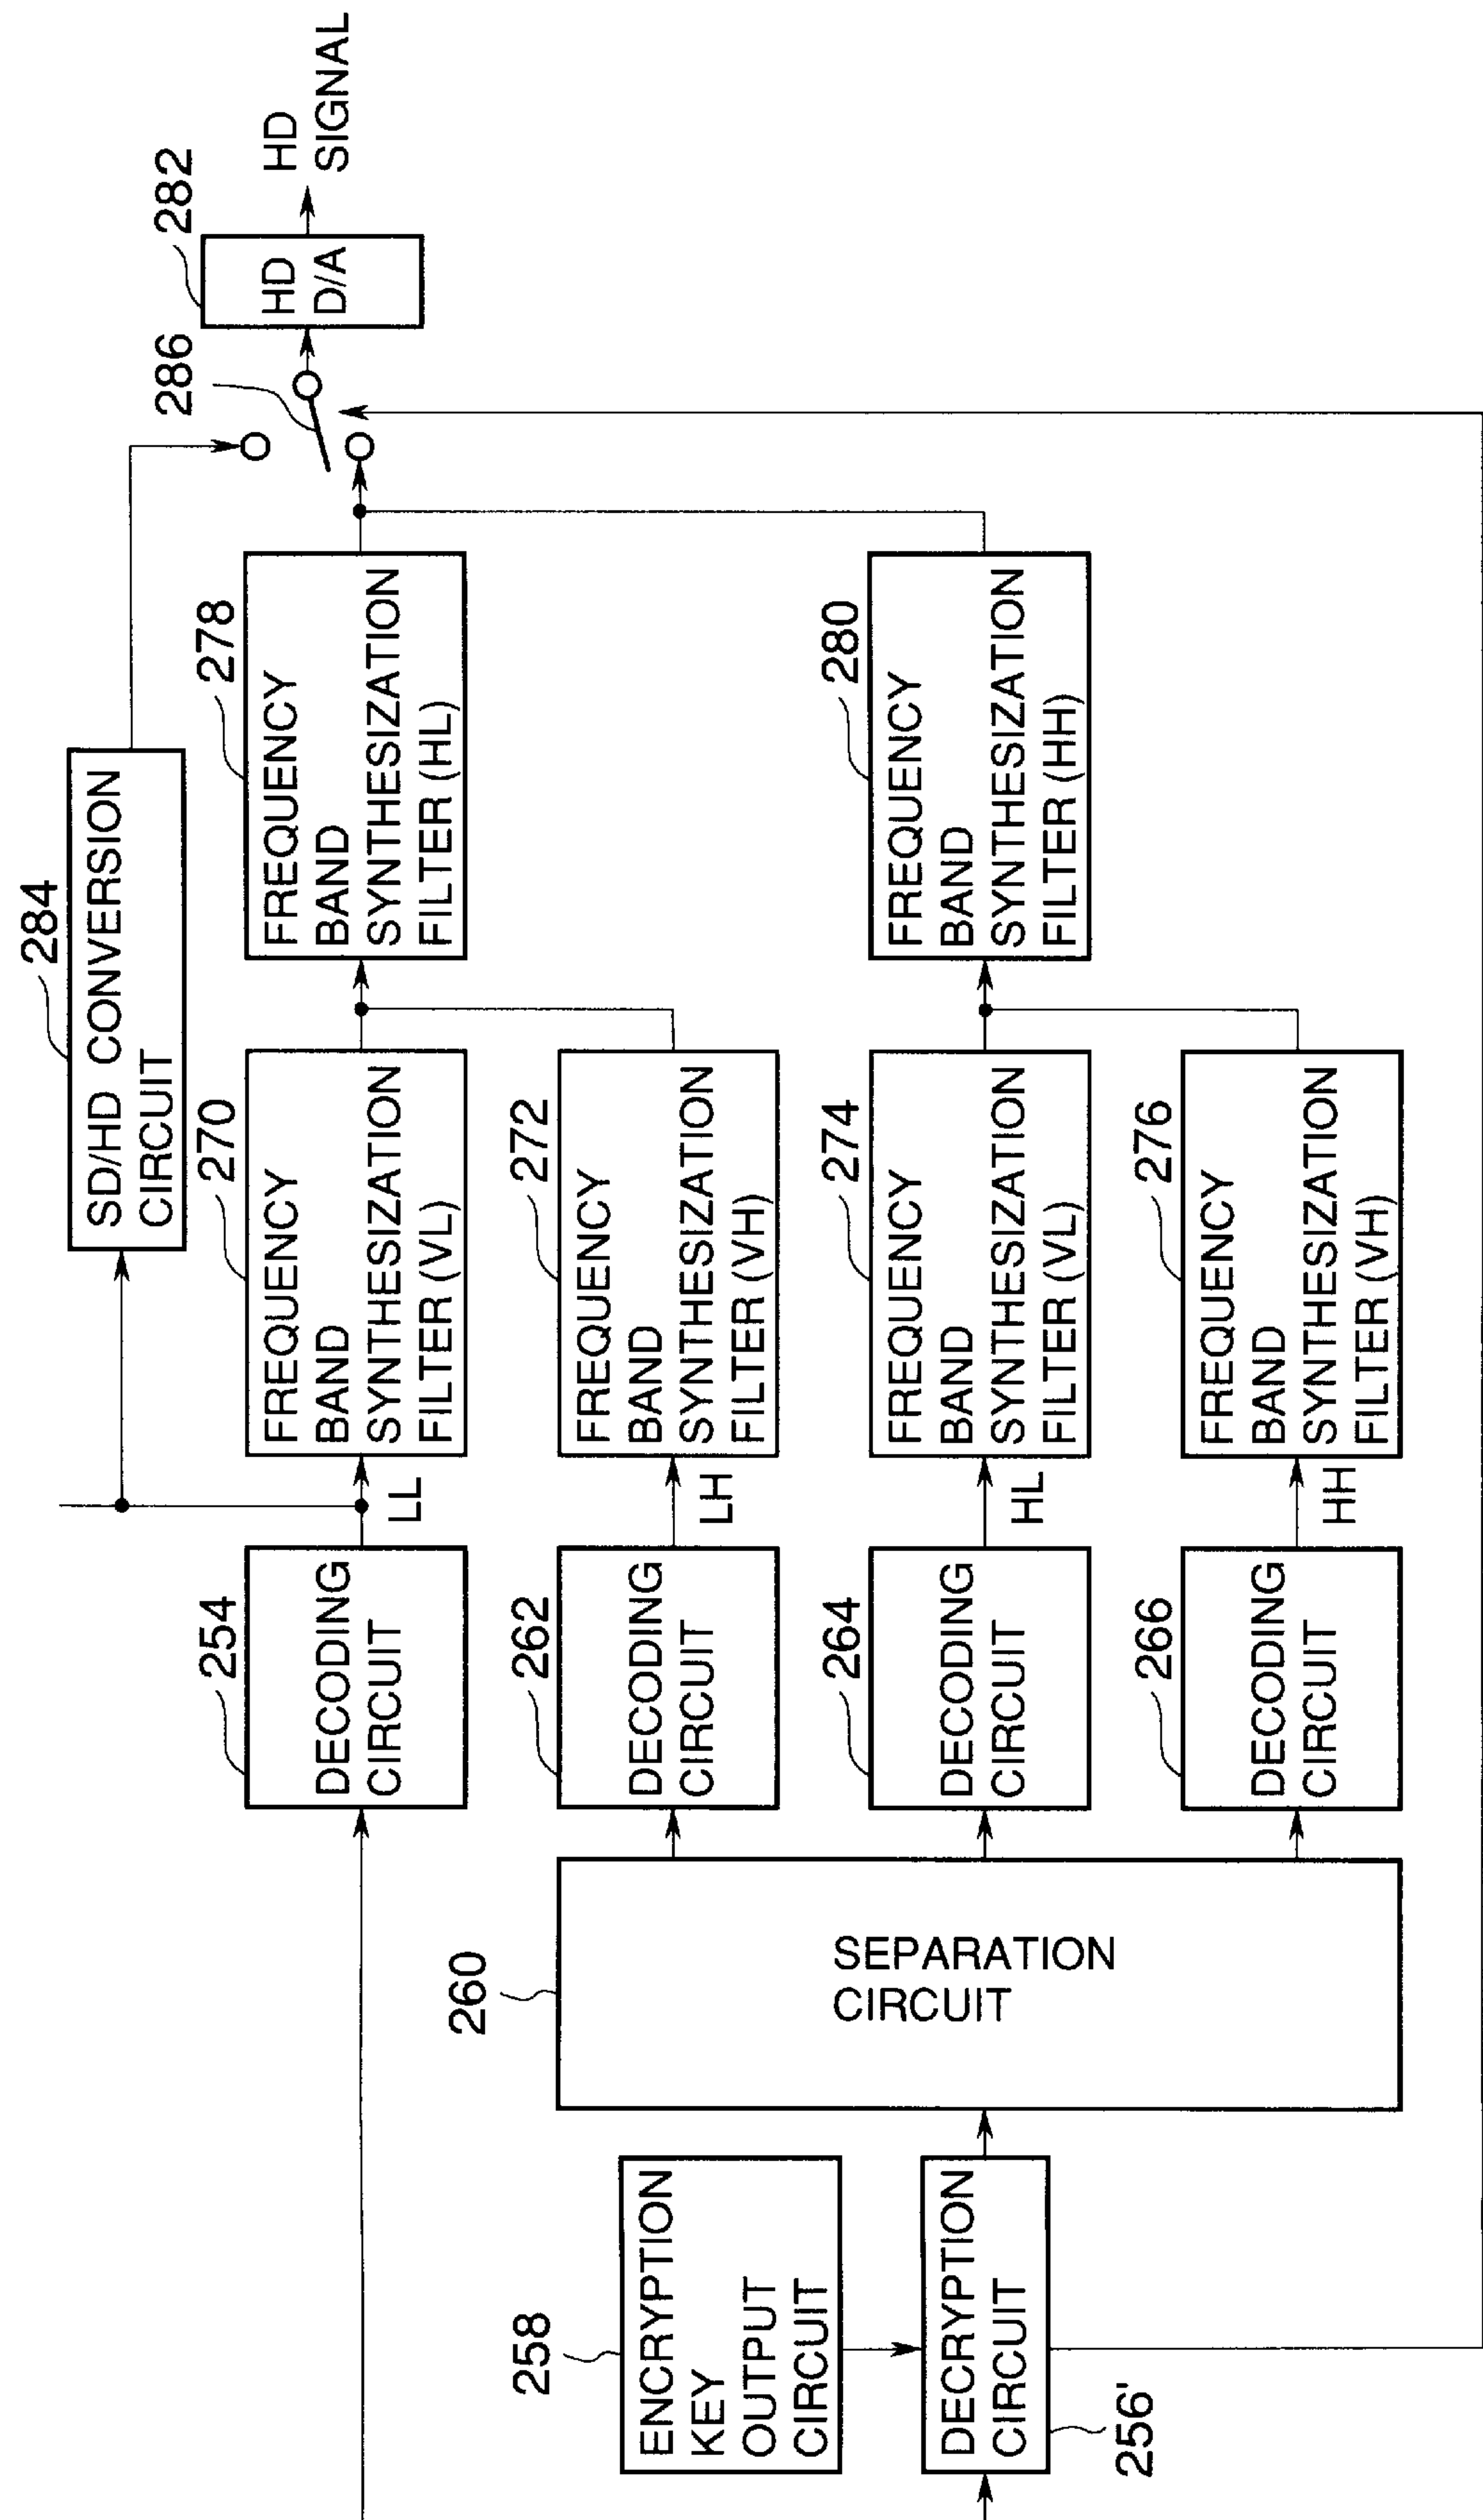 284
SD/HD CONVERSION
CIRCUIT
286
282
HD
D/A
HD
SIGNAL
254
DECODING
CIRCUIT
LL
270
FREQUENCY
BAND
SYNTHESIZATION
FILTER (VL)
278
FREQUENCY
BAND
SYNTHESIZATION
FILTER (HL)
262
DECODING
CIRCUIT
LH
272
FREQUENCY
BAND
SYNTHESIZATION
FILTER (VH)
258
ENCRYPTION
KEY
OUTPUT
CIRCUIT
260
SEPARATION
CIRCUIT
264
DECODING
CIRCUIT
HL
274
FREQUENCY
BAND
SYNTHESIZATION
FILTER (VL)
280
FREQUENCY
BAND
SYNTHESIZATION
FILTER (HH)
DECRYPTION
CIRCUIT
256'
266
DECODING
CIRCUIT
HH
276
FREQUENCY
BAND
SYNTHESIZATION
FILTER (VH)